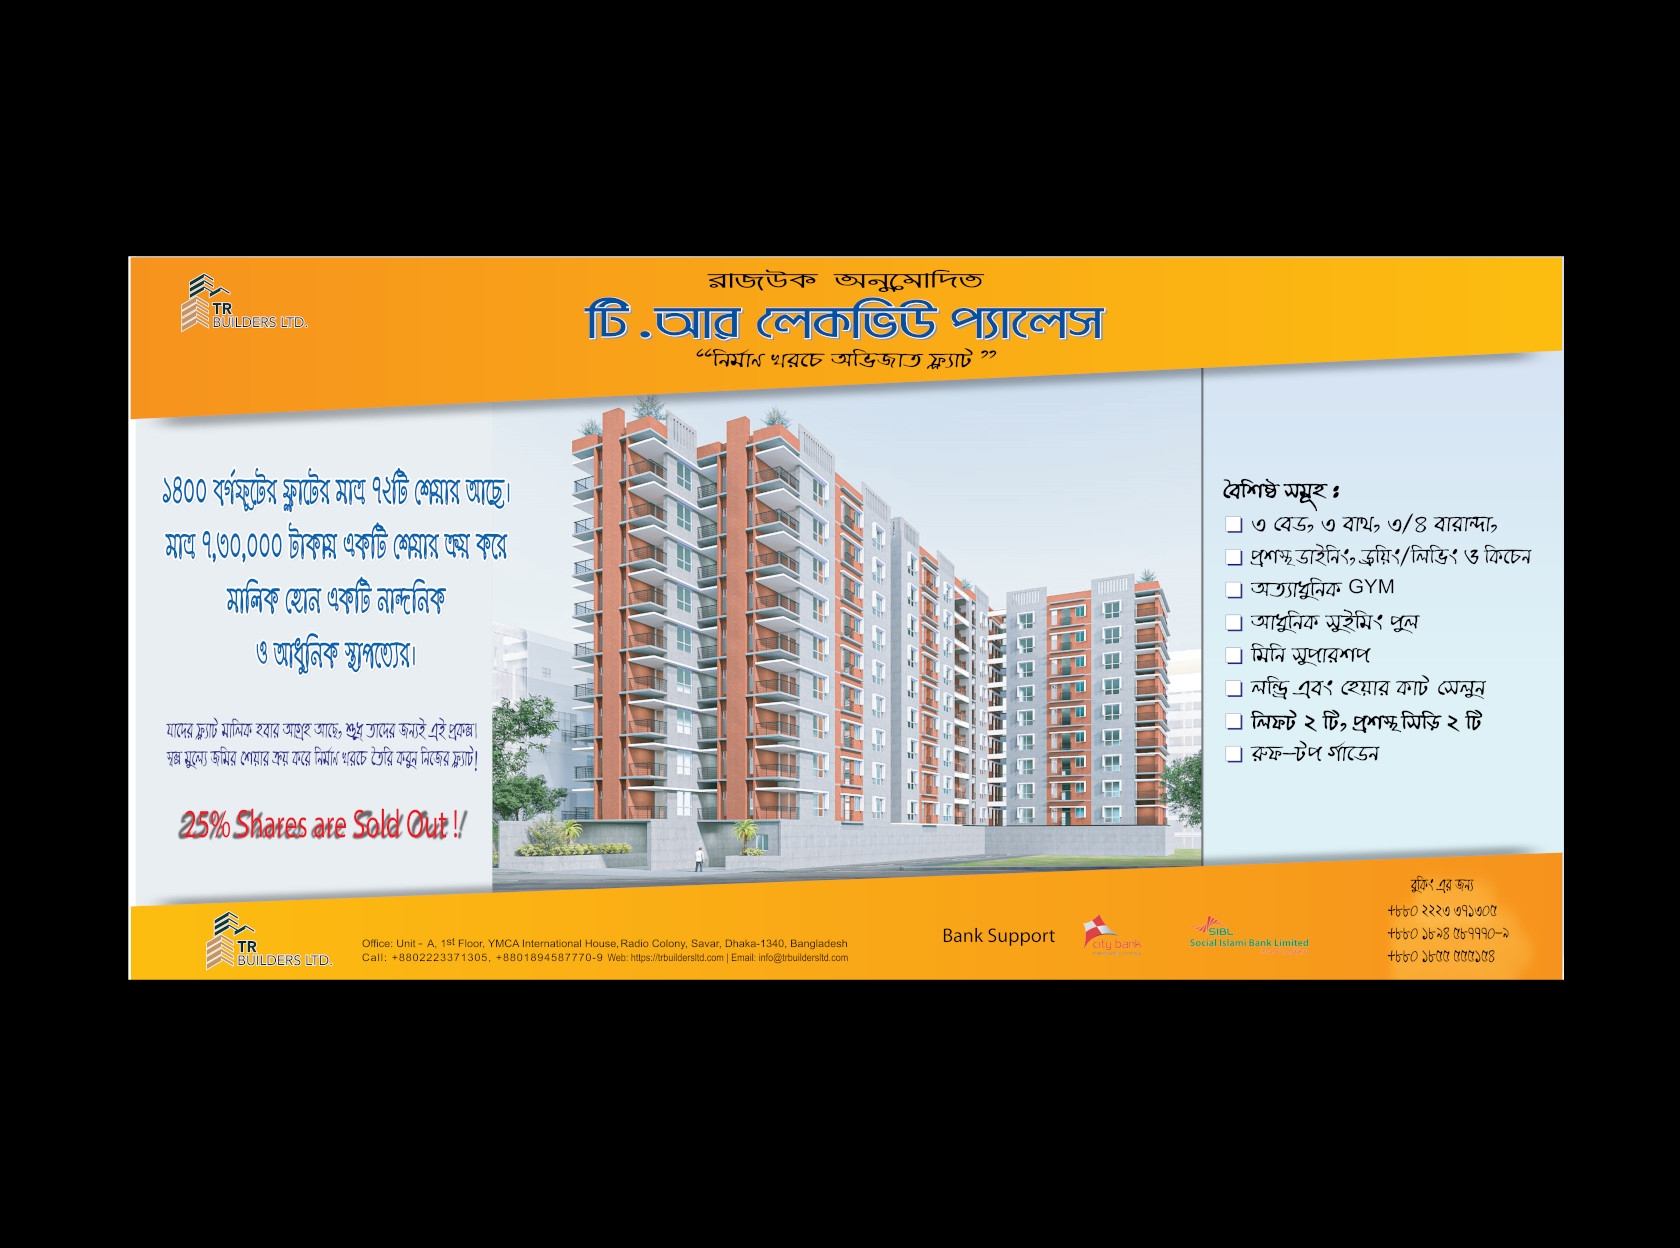 TR
BUILDERS LTD.
রাজউক অনুমোদিত
টি .আর লেকভিউ প্যালেস
“নির্মাণ খরচে অভিজাত ফ্ল্যাট ”
১৪০০ বর্গফুটের ফ্লাটের মাত্র ৭২টি শেয়ার আছে।
মাত্র ৭,৩০,০০০ টাকায় একটি শেয়ার ক্রয় করে
মালিক হোন একটি নান্দনিক
ও আধুনিক স্থাপত্যের।
যাদের ফ্ল্যাট মালিক হবার আগ্রহ আছে, শুধু তাদের জন্যই এই প্রকল্প।
স্বল্প মুল্যে জমির শেয়ার ক্রয় করে নির্মাণ খরচে তৈরি করুন নিজের ফ্ল্যাট!
25% Shares are Sold Out !
বৈশিষ্ঠ সমূহ :
৩ বেড, ৩ বাথ, ৩/৪ বারান্দা,
প্রশস্থ ডাইনিং, ড্রয়িং/লিভিং ও কিচেন
অত্যাধুনিক GYM
আধুনিক সুইমিং পুল
মিনি সুপারশপ
লন্ড্রি এবং হেয়ার কাট সেলুন
লিফট ২ টি, প্রশস্থ সিড়ি ২ টি
রুফ-টপ গার্ডেন
TR
BUILDERS LTD.
Office: Unit - A, 1st Floor, YMCA International House, Radio Colony, Savar, Dhaka-1340, Bangladesh
Call: +8802223371305, +8801894587770-9 Web: https://trbuildersltd.com | Email: info@trbuildersltd.com
Bank Support
city bank
SIBL
Social Islami Bank Limited
বুকিং এর জন্য
+৮৮০ ২২২৩ ৩৭১৩০৫
+৮৮০ ১৮৯৪ ৫৮৭৭৭০-৯
+৮৮০ ১৮৫৫ ৫৫৫১৫৪